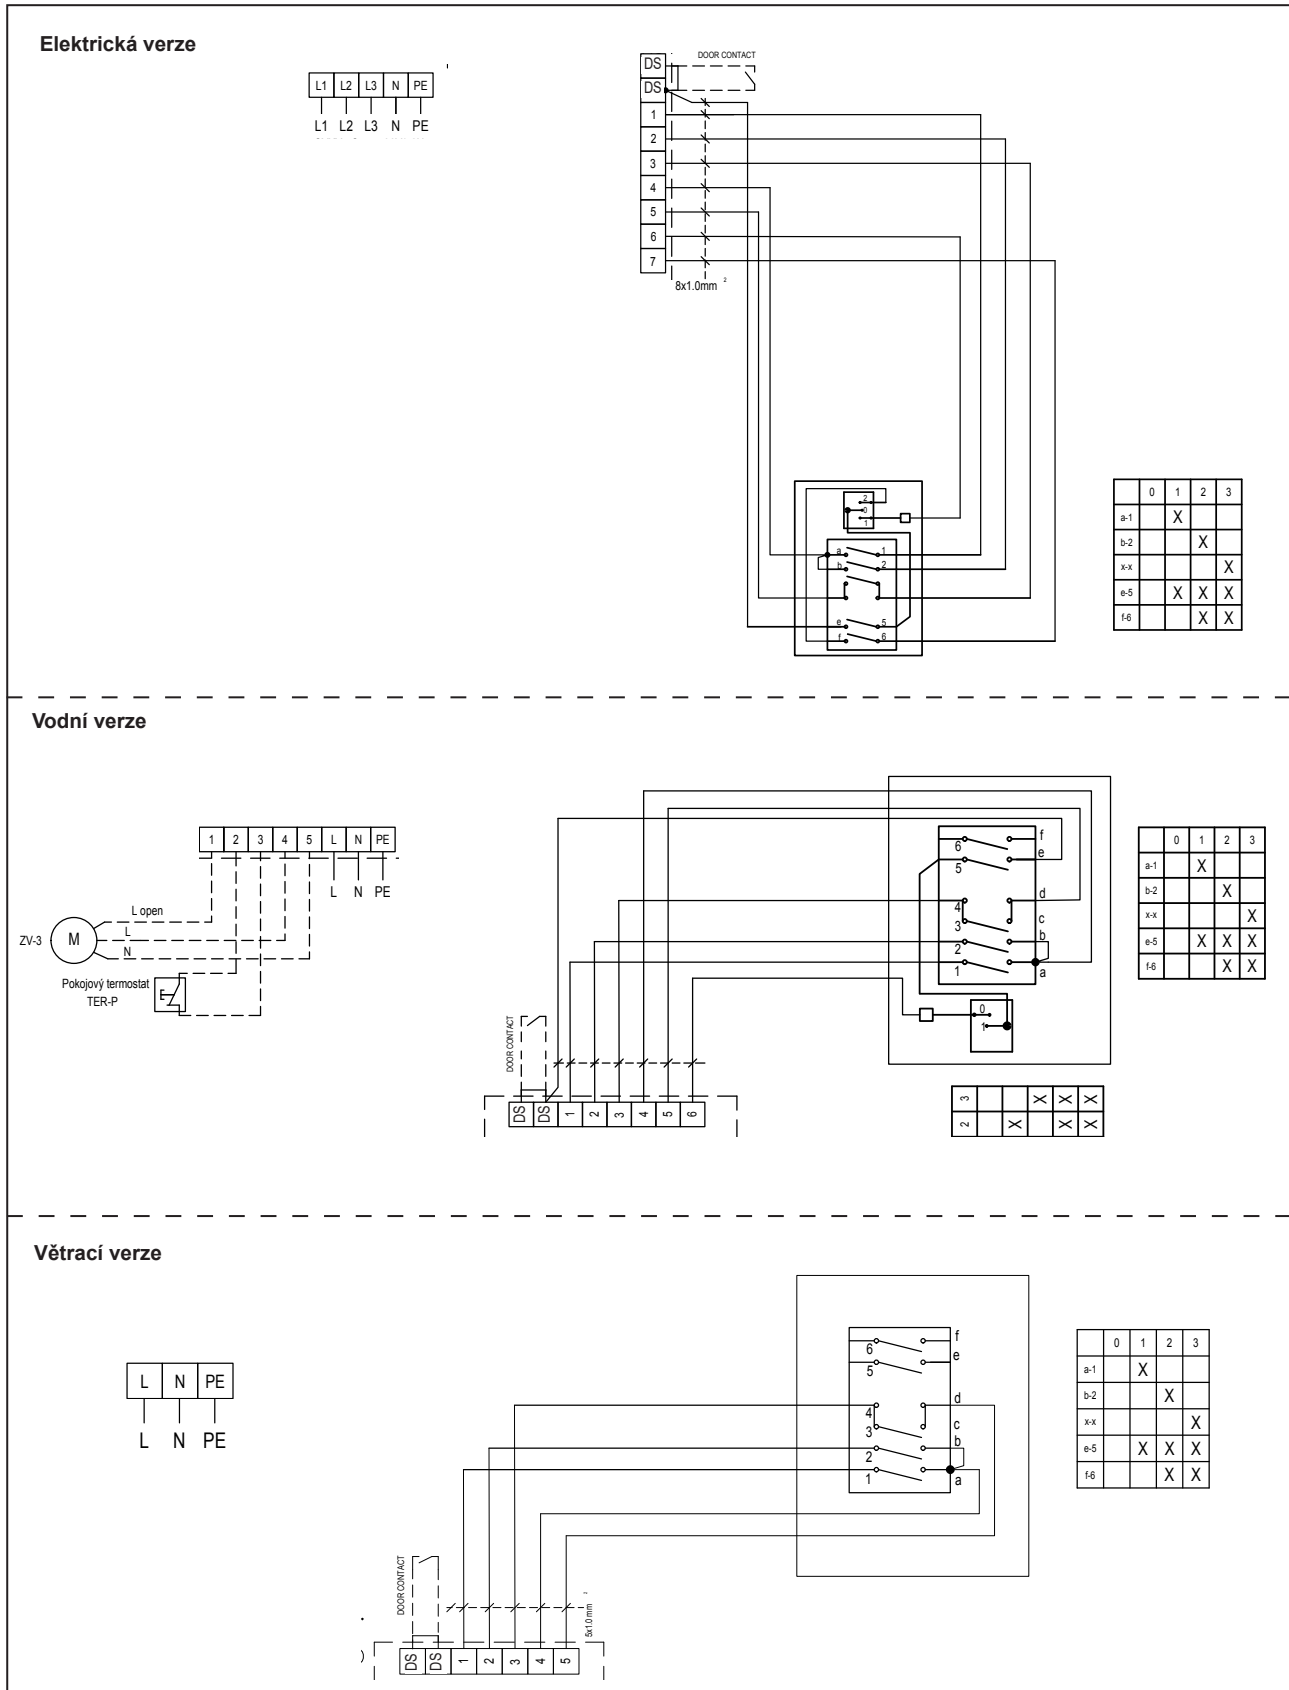 Elektrická verze
L1 L2 L3 N PE
L1 L2 L3 N PE
DOOR CONTACT
DS
DS
1
2
3
4
5
6
7
8x1.0mm ²
2
0
1
a 1
b 2
e 5
f 6
0 1 2 3
a-1 X
b-2 X
x-x X
e-5 X X X
f-6 X X
Vodní verze
1 2 3 4 5 L N PE
L N PE
L open
L
N
ZV-3
M
Pokojový termostat
TER-P
DOOR CONTACT
DS DS 1 2 3 4 5 6
6 f
5 e
4 d
3 c
2 b
1 a
0
1
0 1 2 3
a-1 X
b-2 X
x-x X
e-5 X X X
f-6 X X
3 X X X
2 X X X
Větrací verze
L N PE
L N PE
6 f
5 e
4 d
3 c
2 b
1 a
0 1 2 3
a-1 X
b-2 X
x-x X
e-5 X X X
f-6 X X
DOOR CONTACT
5x1.0 mm ²
)
DS DS 1 2 3 4 5